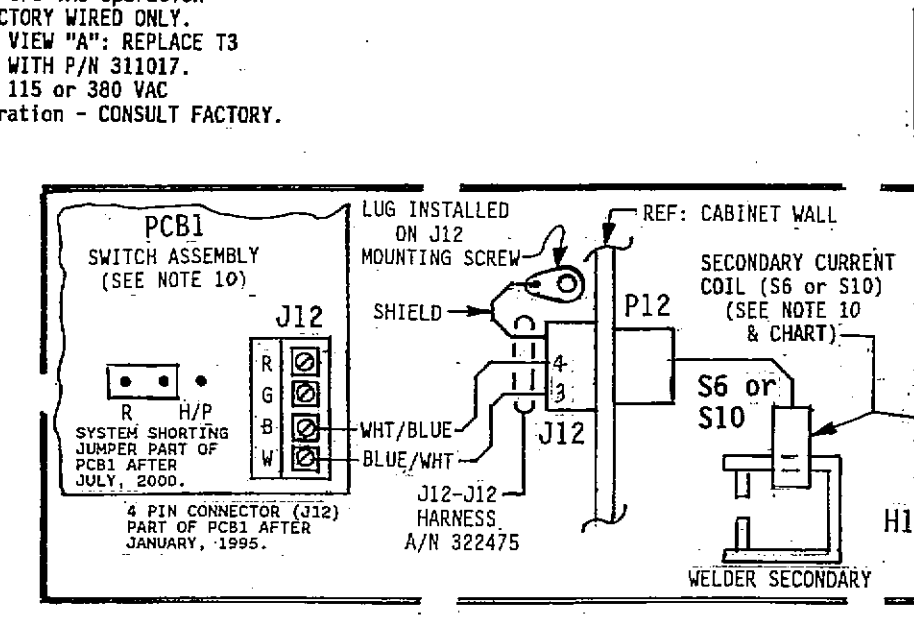 CTORY WIRED ONLY.
VIEW "A": REPLACE T3
WITH P/N 311017.
115 or 380 VAC
ration - CONSULT FACTORY.
PCB1
SWITCH ASSEMBLY
(SEE NOTE 10)
J12
R
G
B
W
R H/P
SYSTEM SHORTING
JUMPER PART OF
PCB1 AFTER
JULY, 2000.
4 PIN CONNECTOR (J12)
PART OF PCB1 AFTER
JANUARY, 1995.
LUG INSTALLED
ON J12
MOUNTING SCREW
SHIELD
WHT/BLUE
BLUE/WHT
4
3
J12
J12-J12
HARNESS
A/N 322475
REF: CABINET WALL
P12
SECONDARY CURRENT
COIL (S6 or S10)
(SEE NOTE 10
& CHART)
S6 or
S10
WELDER SECONDARY
H1